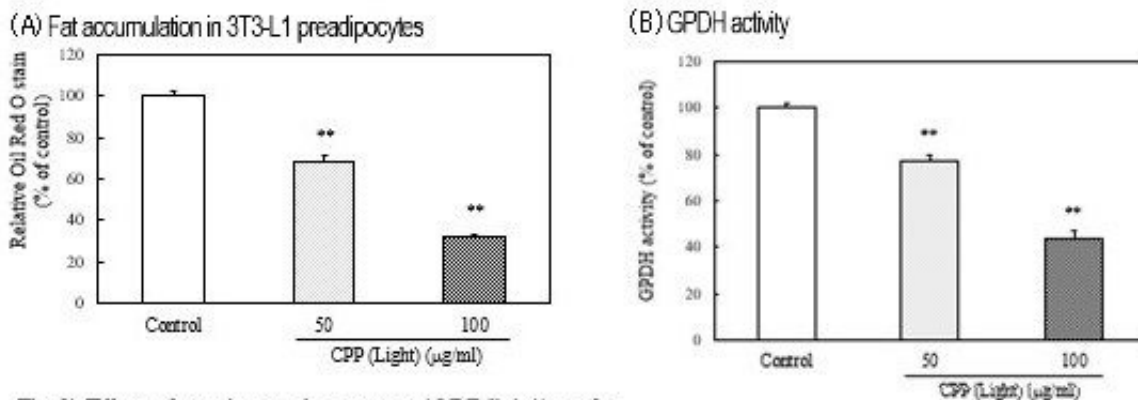 (A) Fat accumulation in 3T3-L1 preadipocytes
Relative Oil Red O stain
(% of control)
120
100
80
60
40
20
0
**
**
Control
50
100
CPP (Light) (μg/ml)
(B) GPDH activity
GPDH activity (% of control)
120
100
80
60
40
20
0
**
**
Control
50
100
CPP (Light) (μg/ml)